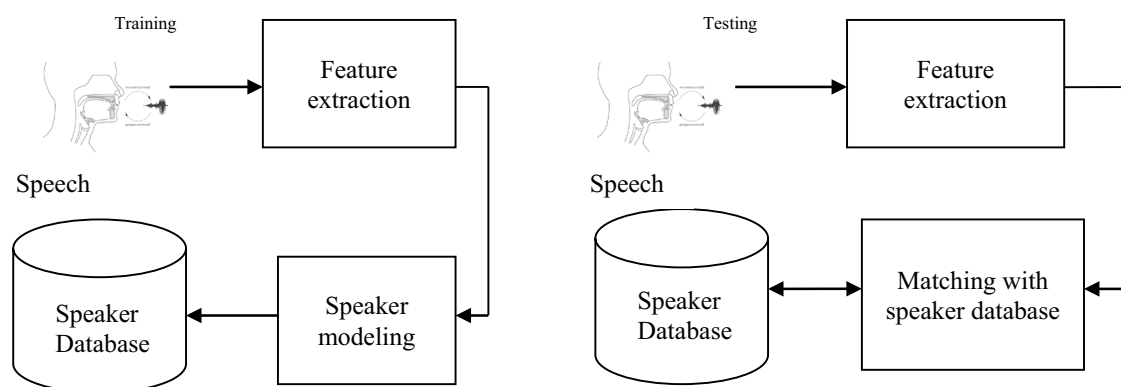 Training
Feature
extraction
Speech
Speaker
Database
Speaker
modeling
Testing
Feature
extraction
Speech
Speaker
Database
Matching with
speaker database